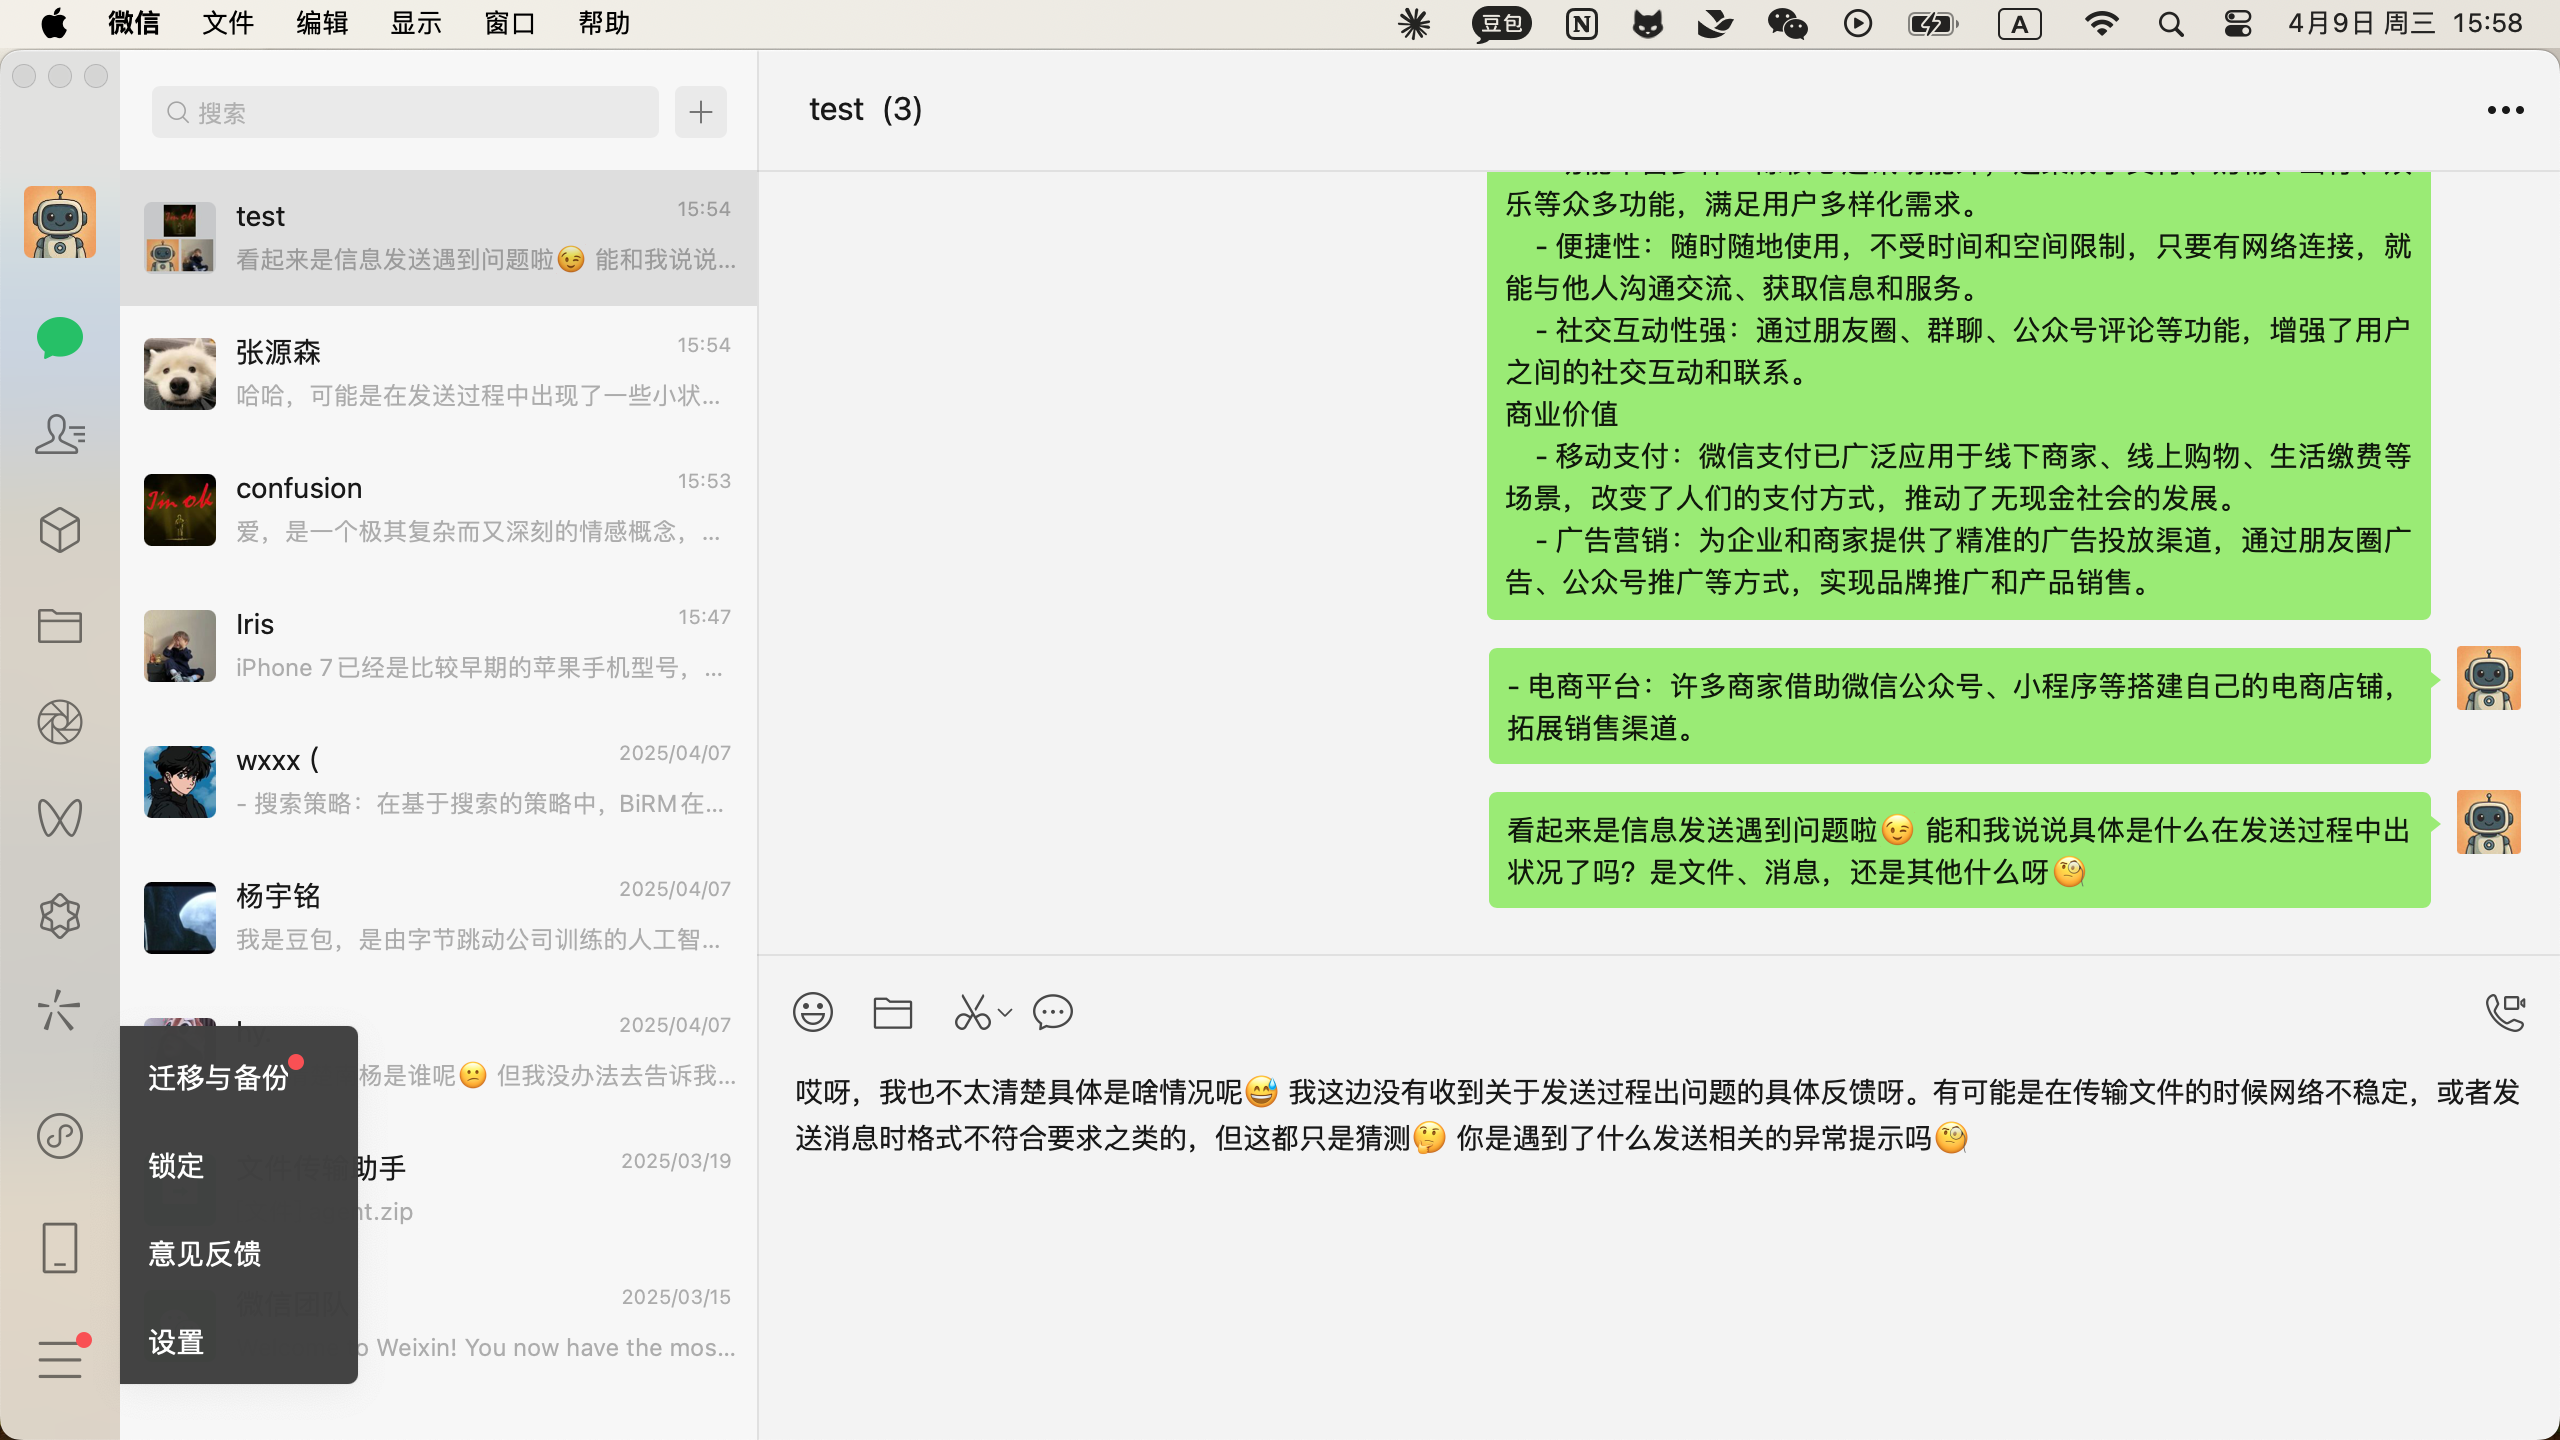 微信 文件 编辑 显示 窗口 帮助
豆包 N A 4月9日 周三 15:58
搜索
test (3)
test 15:54
看起来是信息发送遇到问题啦😉 能和我说说...
张源森 15:54
哈哈，可能是在发送过程中出现了一些小状...
confusion 15:53
爱，是一个极其复杂而又深刻的情感概念，...
I'm ok
Iris 15:47
iPhone 7已经是比较早期的苹果手机型号，...
wxxx ( 2025/04/07
- 搜索策略：在基于搜索的策略中，BiRM在...
杨宇铭 2025/04/07
我是豆包，是由字节跳动公司训练的人工智...
2025/04/07
杨是谁呢😕 但我没办法去告诉我...
文件传输助手 2025/03/19
nt.zip
微信团队 2025/03/15
o Weixin! You now have the mos...
迁移与备份
锁定
意见反馈
设置
乐等众多功能，满足用户多样化需求。
- 便捷性：随时随地使用，不受时间和空间限制，只要有网络连接，就
能与他人沟通交流、获取信息和服务。
- 社交互动性强：通过朋友圈、群聊、公众号评论等功能，增强了用户
之间的社交互动和联系。
商业价值
- 移动支付：微信支付已广泛应用于线下商家、线上购物、生活缴费等
场景，改变了人们的支付方式，推动了无现金社会的发展。
- 广告营销：为企业和商家提供了精准的广告投放渠道，通过朋友圈广
告、公众号推广等方式，实现品牌推广和产品销售。
- 电商平台：许多商家借助微信公众号、小程序等搭建自己的电商店铺，
拓展销售渠道。
看起来是信息发送遇到问题啦😉 能和我说说具体是什么在发送过程中出
状况了吗？是文件、消息，还是其他什么呀🧐
哎呀，我也不太清楚具体是啥情况呢😅 我这边没有收到关于发送过程出问题的具体反馈呀。有可能是在传输文件的时候网络不稳定，或者发
送消息时格式不符合要求之类的，但这都只是猜测🤔 你是遇到了什么发送相关的异常提示吗🧐